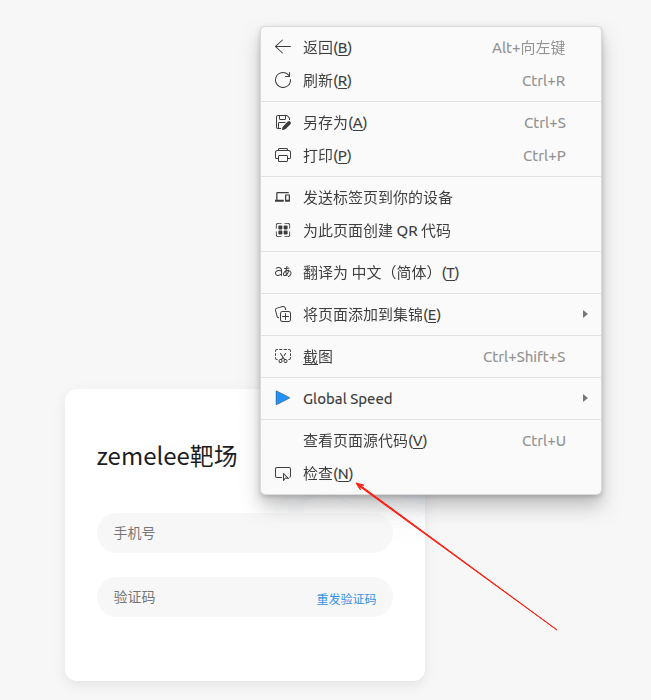 返回(B) Alt+向左键
刷新(R) Ctrl+R
另存为(A) Ctrl+S
打印(P) Ctrl+P
发送标签页到你的设备
为此页面创建 QR 代码
aあ 翻译为 中文（简体）(T)
将页面添加到集锦(E)
截图 Ctrl+Shift+S
Global Speed
查看页面源代码(V) Ctrl+U
检查(N)
zemelee靶场
手机号
验证码 重发验证码